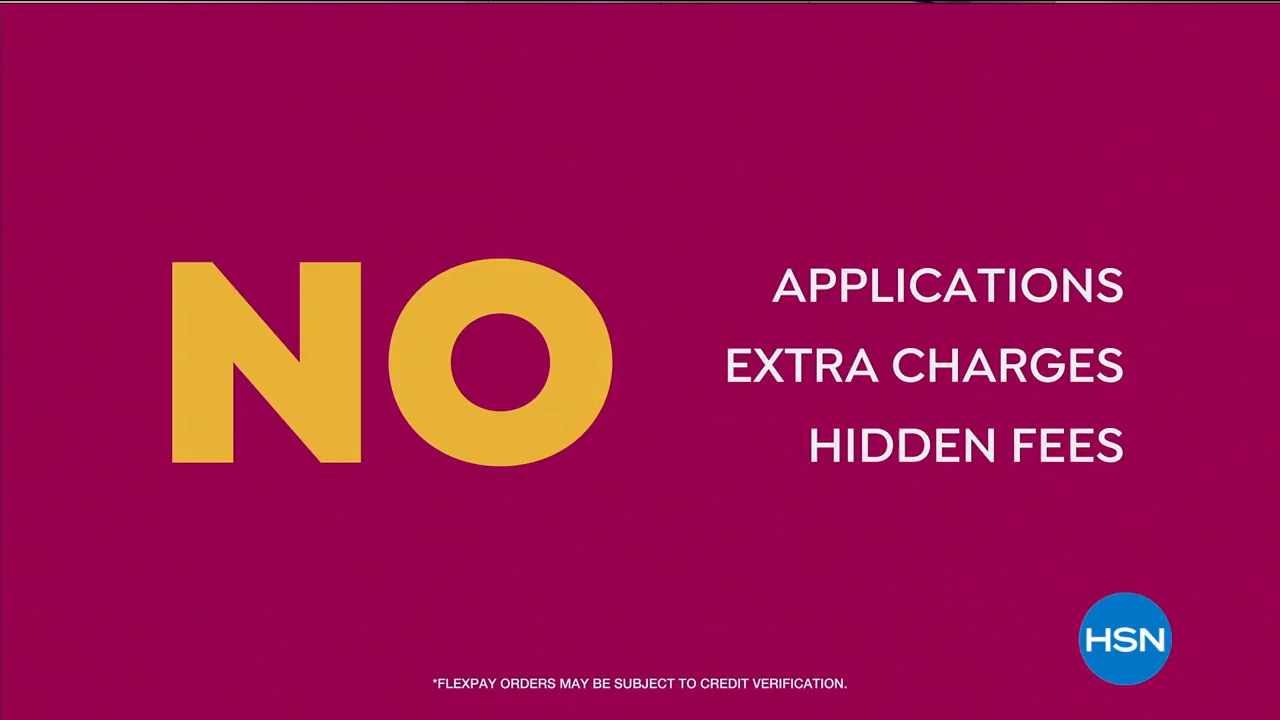 NO
APPLICATIONS
EXTRA CHARGES
HIDDEN FEES
HSN
*FLEXPAY ORDERS MAY BE SUBJECT TO CREDIT VERIFICATION.